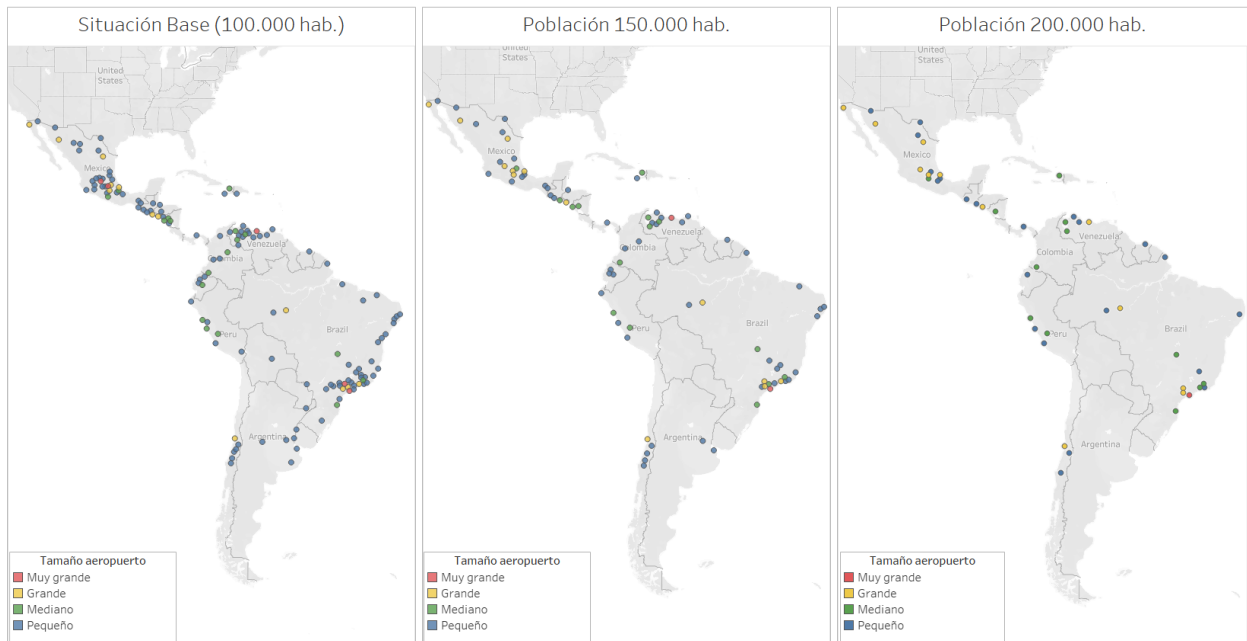 Situación Base (100.000 hab.)
United
States
Mexico
Venezuela
Colombia
Brazil
Peru
Argentina
Tamaño aeropuerto
Muy grande
Grande
Mediano
Pequeño
Población 150.000 hab.
United
States
Mexico
Venezuela
Colombia
Brazil
Peru
Argentina
Tamaño aeropuerto
Muy grande
Grande
Mediano
Pequeño
Población 200.000 hab.
United
States
Mexico
Venezuela
Colombia
Brazil
Peru
Argentina
Tamaño aeropuerto
Muy grande
Grande
Mediano
Pequeño